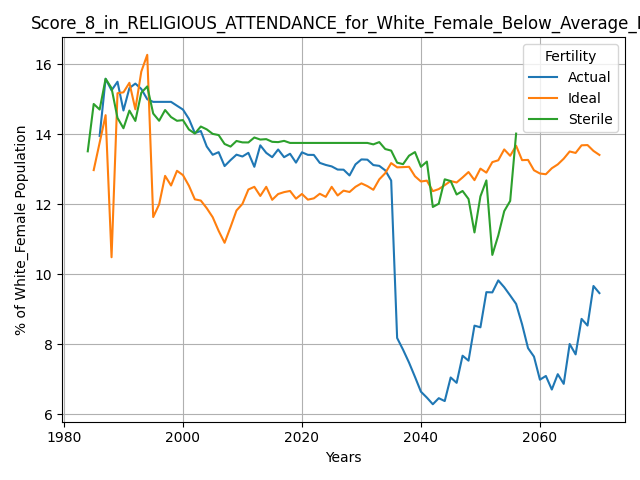 Score_8_in_RELIGIOUS_ATTENDANCE_for_White_Female_Below_Average_
Fertility
Actual
Ideal
Sterile
% of White_Female Population
16
14
12
10
8
6
1980
2000
2020
2040
2060
Years